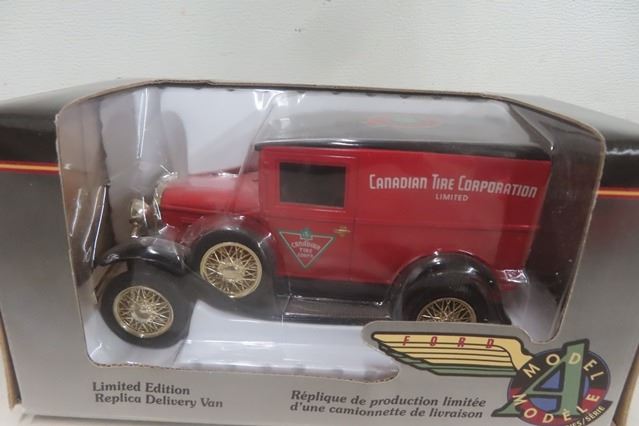 CANADIAN TIRE CORPORATION
LIMITED
CANADIAN
TIRE
CORP'N
FORD
MODEL
A
MODÈLE
Limited Edition
Replica Delivery Van
Réplique de production limitée
d'une camionnette de livraison